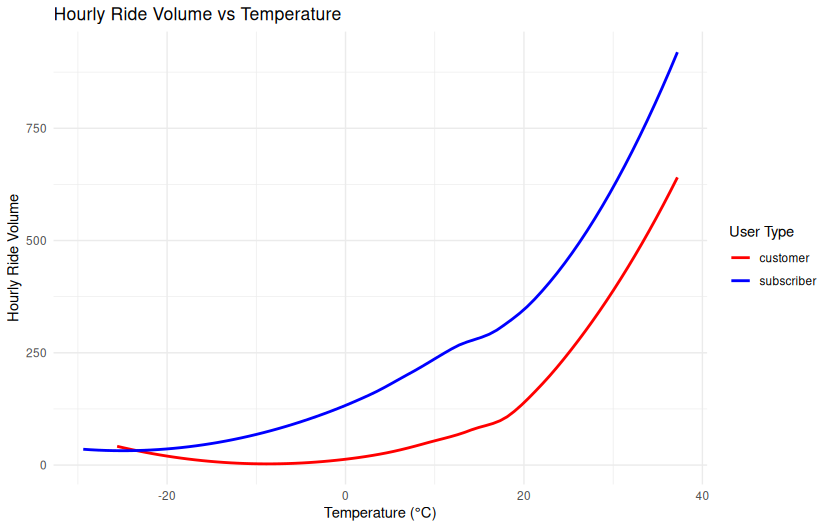 Hourly Ride Volume vs Temperature
Hourly Ride Volume
750
500
250
0
-20
0
20
40
Temperature (°C)
User Type
customer
subscriber